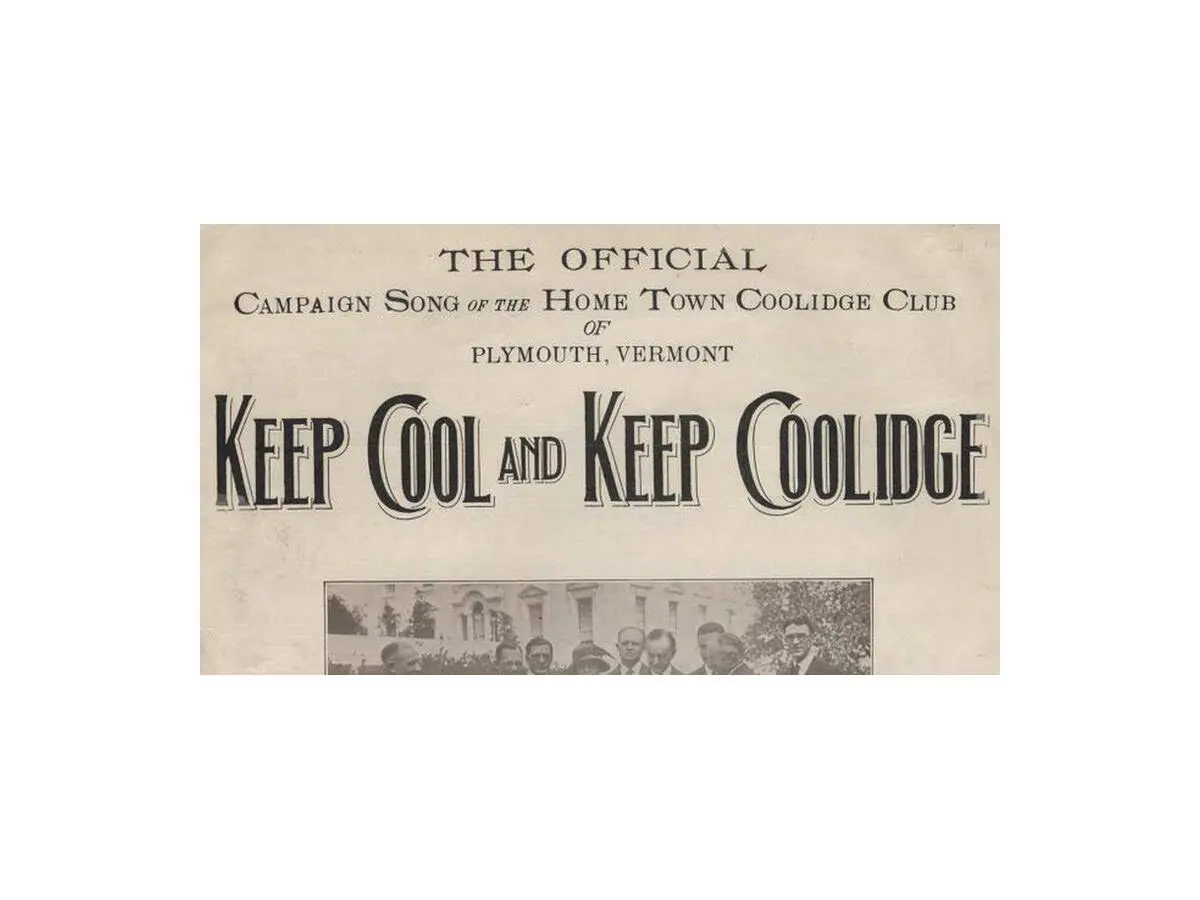 THE OFFICIAL
CAMPAIGN SONG OF THE HOME TOWN COOLIDGE CLUB
OF
PLYMOUTH, VERMONT
KEEP COOL AND KEEP COOLIDGE